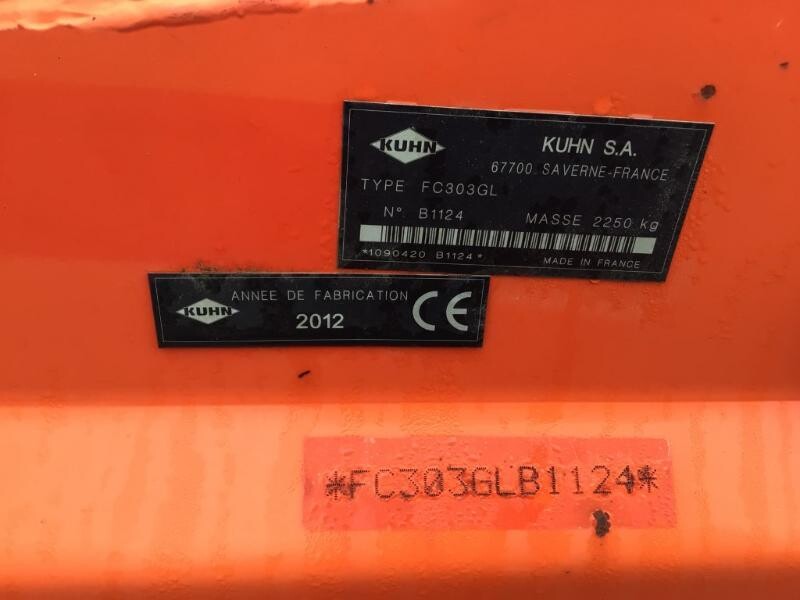 KUHN
KUHN S.A.
67700 SAVERNE-FRANCE
TYPE FC303GL
N° B1124 MASSE 2250 kg
*1090420 B1124*
MADE IN FRANCE
KUHN
ANNEE DE FABRICATION
2012
CE
*FC303GLB1124*